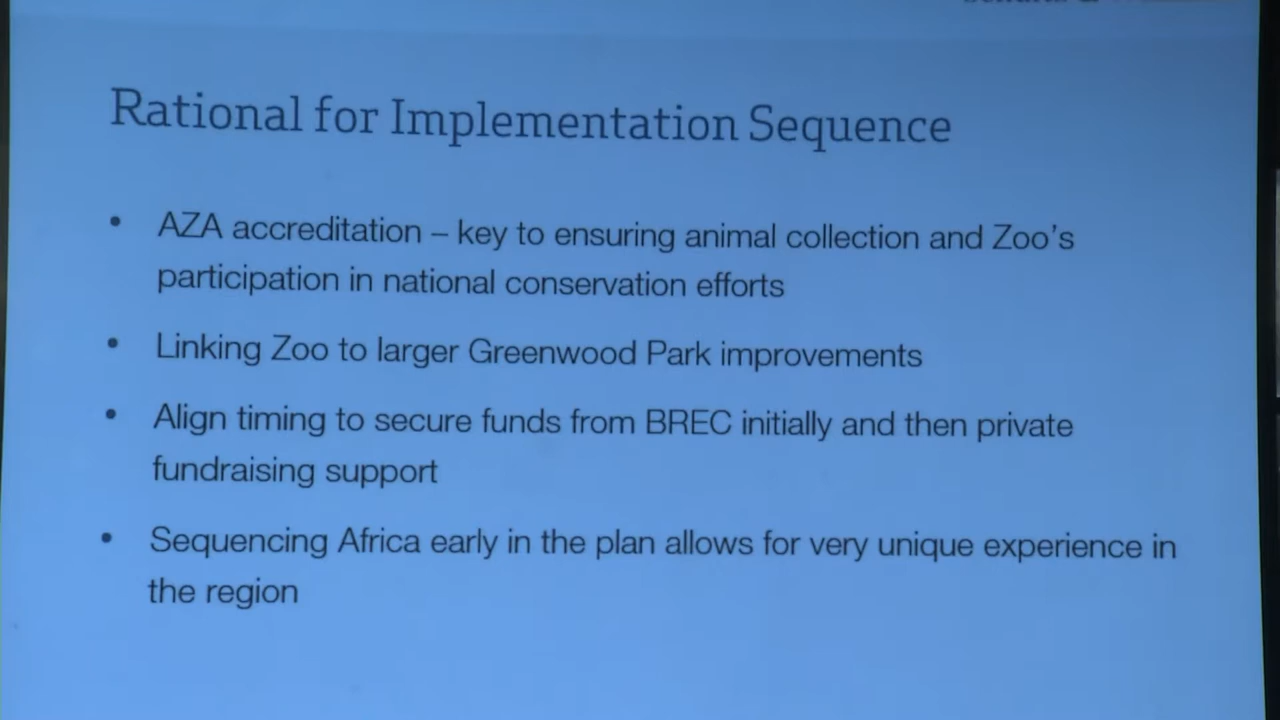 Rational for Implementation Sequence
• AZA accreditation – key to ensuring animal collection and Zoo's
participation in national conservation efforts
• Linking Zoo to larger Greenwood Park improvements
• Align timing to secure funds from BREC initially and then private
fundraising support
• Sequencing Africa early in the plan allows for very unique experience in
the region